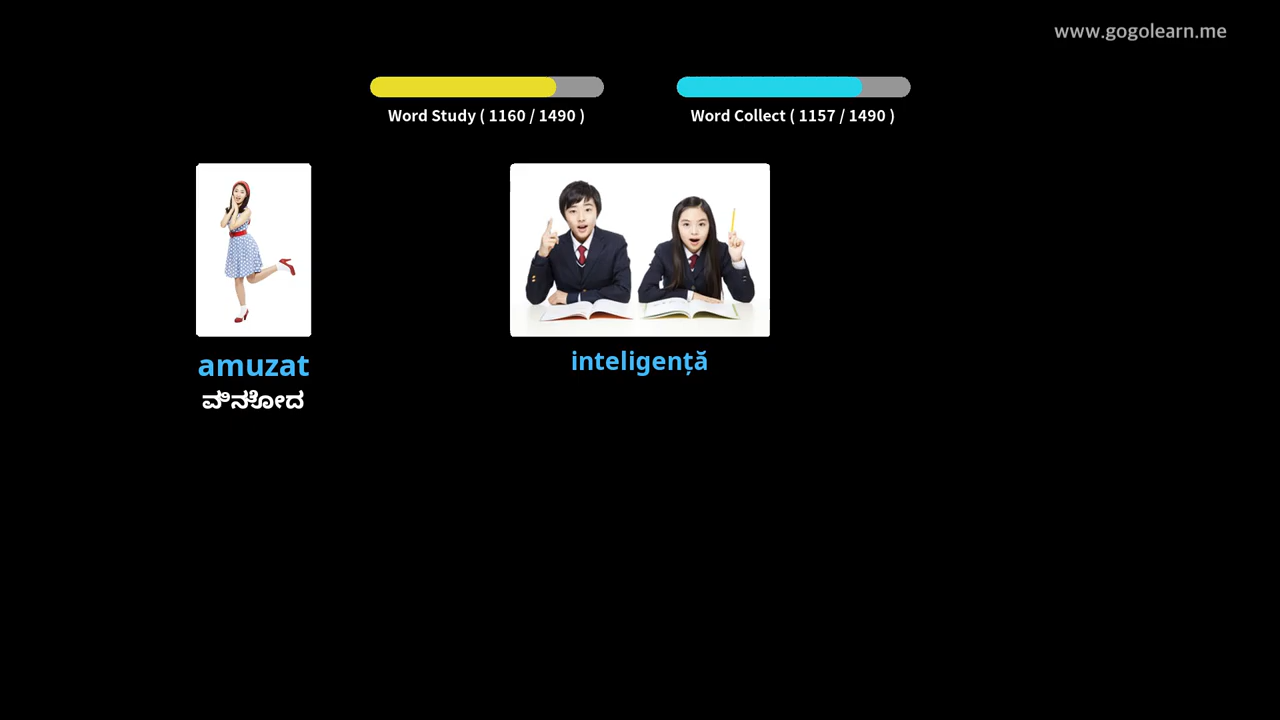 www.gogolearn.me
Word Study ( 1160 / 1490 )
Word Collect ( 1157 / 1490 )
amuzat
inteligență
ವಿನೋದ